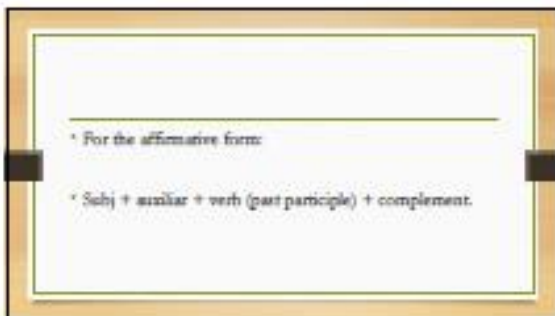 * For the affirmative form:
* Subj + auxiliar + verb (past participle) + complement.